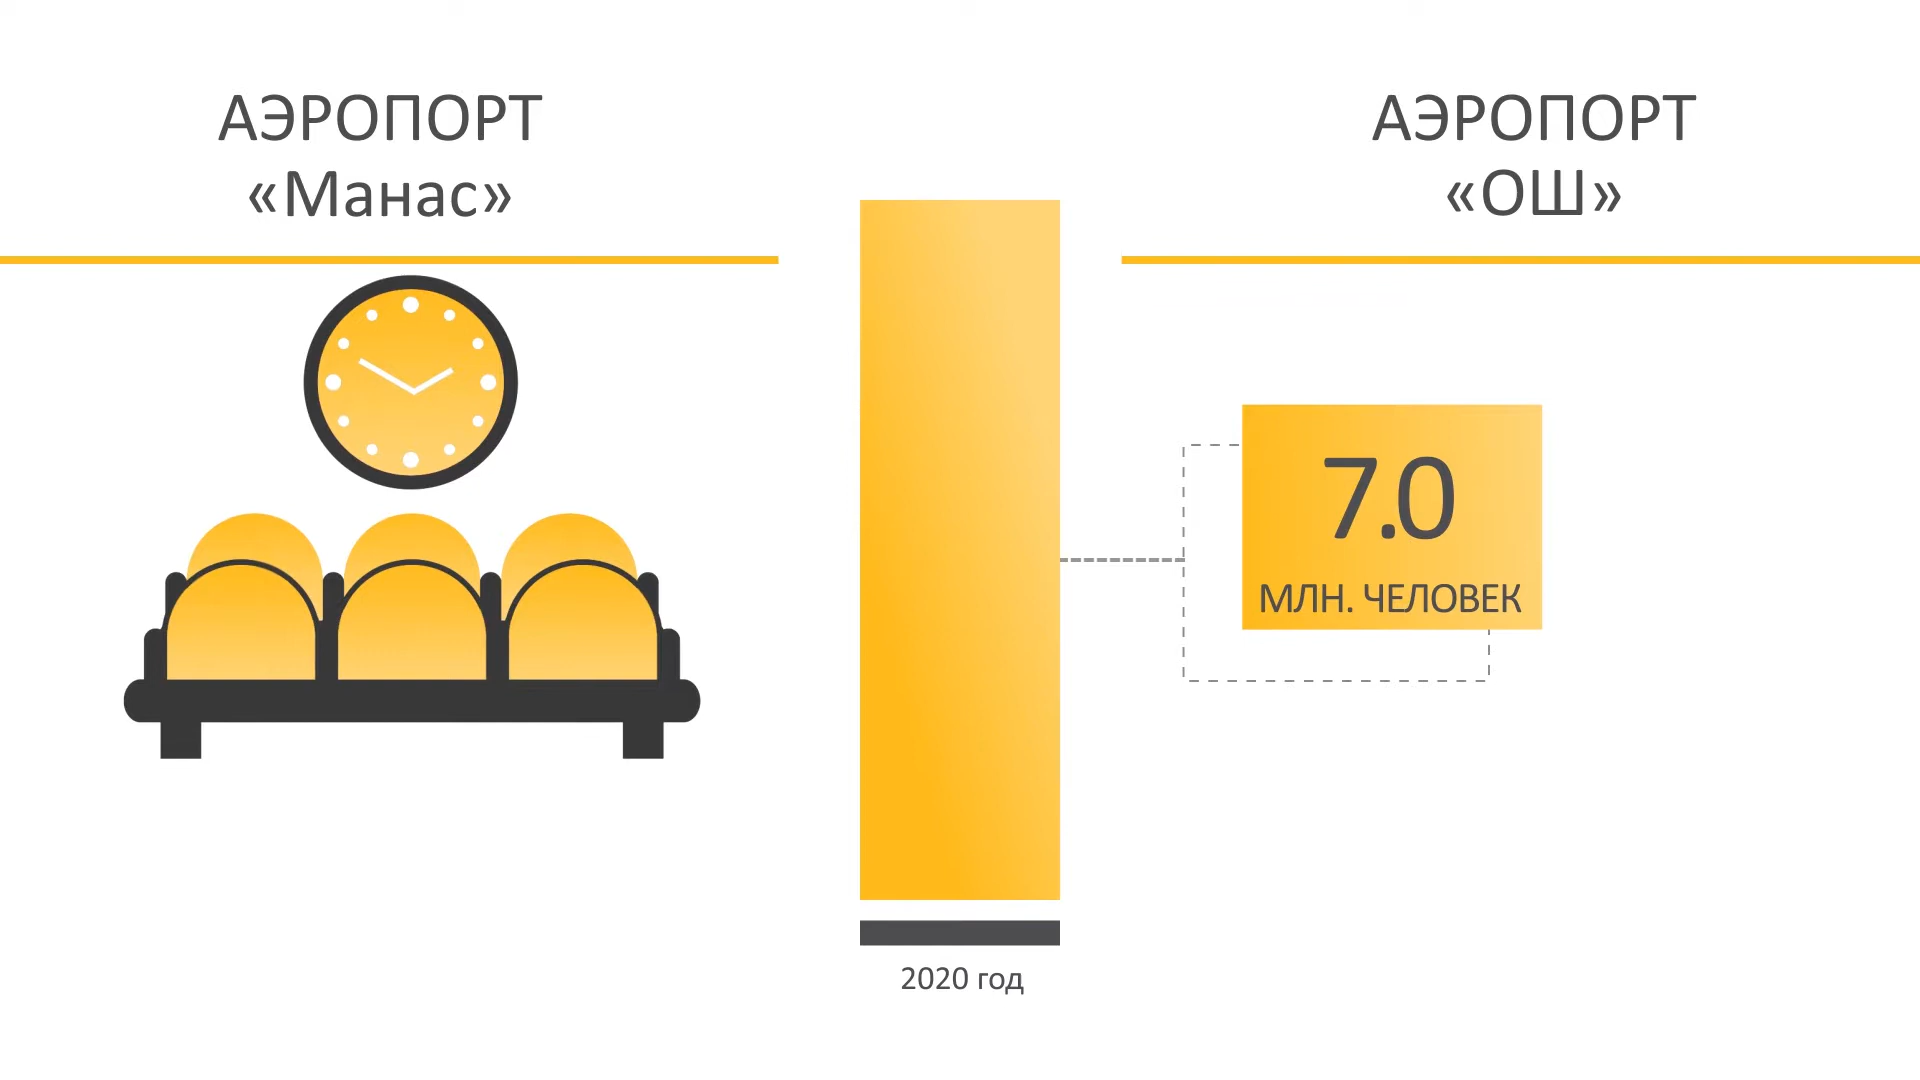 АЭРОПОРТ
«Манас»
АЭРОПОРТ
«ОШ»
7.0
МЛН. ЧЕЛОВЕК
2020 год